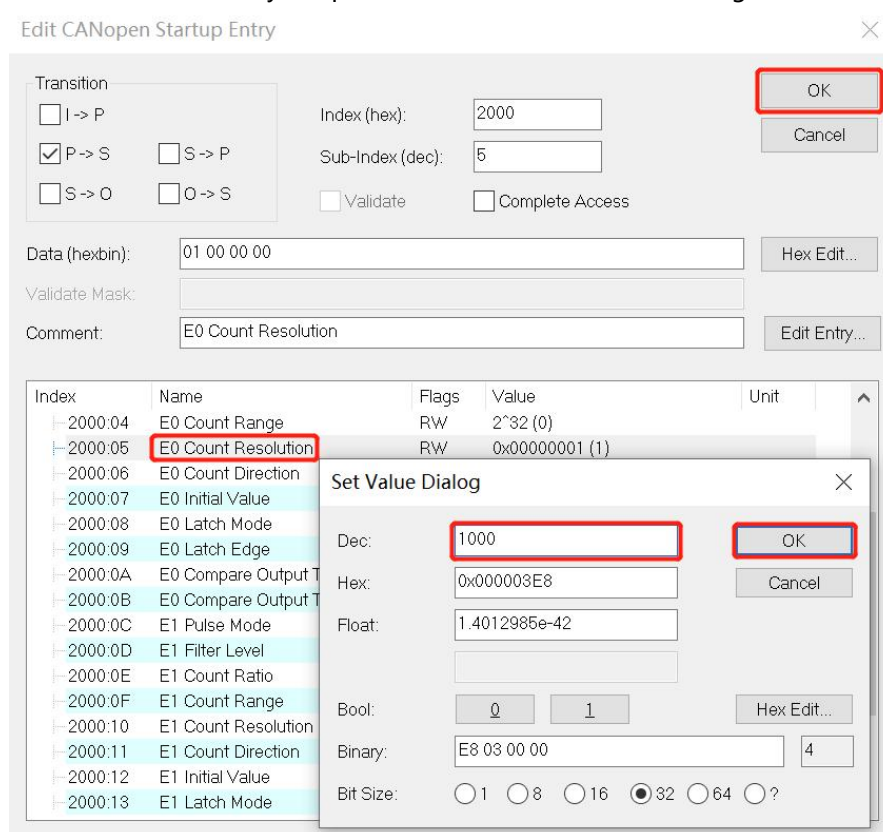 Edit CANopen Startup Entry
Transition
I -> P
P -> S S -> P
S -> O O -> S
Index (hex): 2000
Sub-Index (dec): 5
Validate Complete Access
OK
Cancel
Data (hexbin): 01 00 00 00 Hex Edit...
Validate Mask:
Comment: E0 Count Resolution Edit Entry...
Index Name Flags Value Unit
2000:04 E0 Count Range RW 2^32 (0)
2000:05 E0 Count Resolution RW 0x00000001 (1)
2000:06 E0 Count Direction
2000:07 E0 Initial Value
2000:08 E0 Latch Mode
2000:09 E0 Latch Edge
2000:0A E0 Compare Output T
2000:0B E0 Compare Output T
2000:0C E1 Pulse Mode
2000:0D E1 Filter Level
2000:0E E1 Count Ratio
2000:0F E1 Count Range
2000:10 E1 Count Resolution
2000:11 E1 Count Direction
2000:12 E1 Initial Value
2000:13 E1 Latch Mode
Set Value Dialog
Dec: 1000 OK
Hex: 0x000003E8 Cancel
Float: 1.4012985e-42
Bool: 0 1 Hex Edit...
Binary: E8 03 00 00 4
Bit Size: 1 8 16 32 64 ?